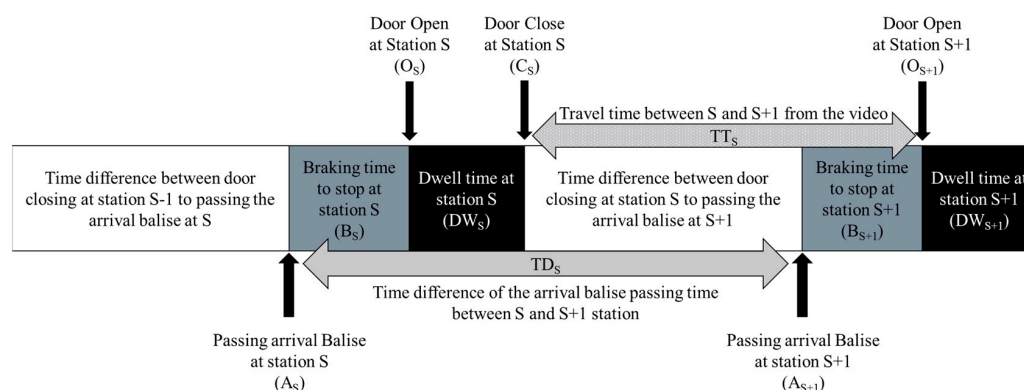 Door Open
at Station S
(O_S)
Door Close
at Station S
(C_S)
Door Open
at Station S+1
(O_S+1)
Travel time between S and S+1 from the video
TT_S
Time difference between door
closing at station S-1 to passing the
arrival balise at S
Braking time
to stop at
station S
(B_S)
Dwell time at
station S
(DW_S)
Time difference between door
closing at station S to passing the
arrival balise at S+1
Braking time
to stop at
station S+1
(B_S+1)
Dwell time at
station S+1
(DW_S+1)
TD_S
Time difference of the arrival balise passing time
between S and S+1 station
Passing arrival Balise
at station S
(A_S)
Passing arrival Balise
at station S+1
(A_S+1)